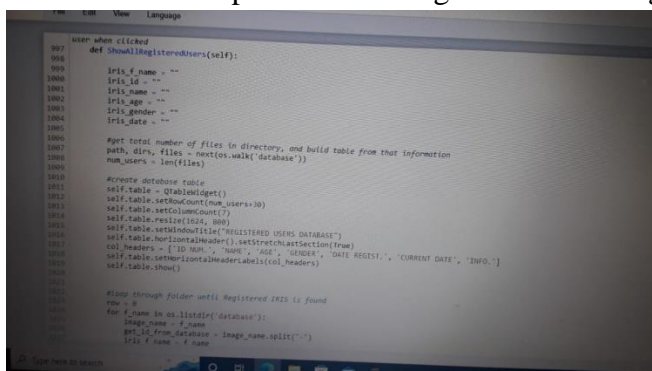 File Edit View Language
user when clicked
997 def ShowAllRegisteredUsers(self):
998
999 iris_f_name = ""
1000 iris_id = ""
1001 iris_name = ""
1002 iris_age = ""
1003 iris_gender = ""
1004 iris_date = ""
1005
1006 #get total number of files in directory, and build table from that information
1007 path, dirs, files = next(os.walk('database'))
1008 num_users = len(files)
1009
1010 #create database table
1011 self.table = QTableWidget()
1012 self.table.setRowCount(num_users+30)
1013 self.table.setColumnCount(7)
1014 self.table.resize(1624, 800)
1015 self.table.setWindowTitle("REGISTERED USERS DATABASE")
1016 self.table.horizontalHeader().setStretchLastSection(True)
1017 col_headers = ['ID NUM.', 'NAME', 'AGE', 'GENDER', 'DATE REGIST.', 'CURRENT DATE', 'INFO.']
1018 self.table.setHorizontalHeaderLabels(col_headers)
1019 self.table.show()
#Loop through folder until Registered IRIS is found
row = 0
for f_name in os.listdir('database'):
image_name = f_name
get_id_from_database = image_name.split("-")
iris_f_name = f_name
Type here to search